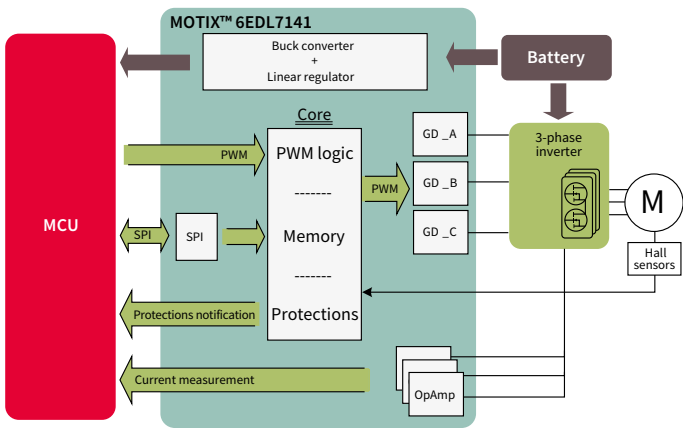 MOTIX™ 6EDL7141
Buck converter
+
Linear regulator
Battery
Core
PWM
PWM logic
-------
Memory
-------
Protections
PWM
GD _A
GD _B
GD _C
3-phase
inverter
M
Hall
sensors
MCU
SPI
SPI
Protections notification
Current measurement
OpAmp